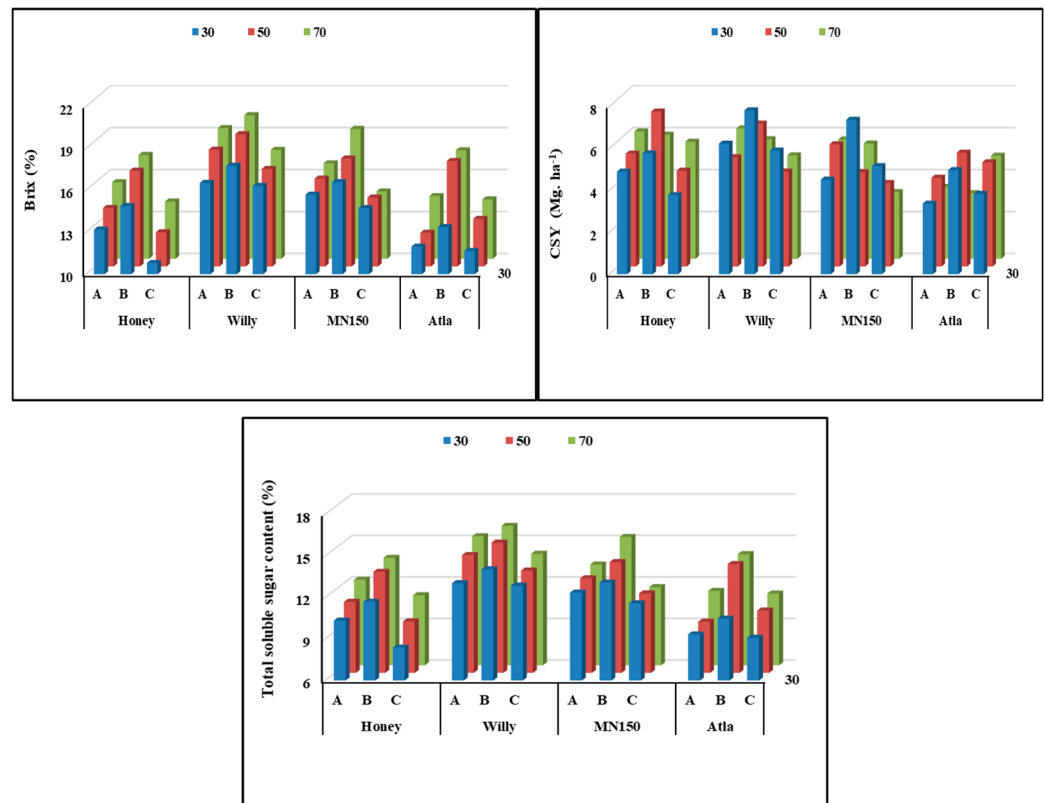 30 50 70
Brix (%)
22
19
16
13
10
30
A B C A B C A B C A B C
Honey Willy MN150 Atla
30 50 70
CSY (Mg. ha⁻¹)
8
6
4
2
0
30
A B C A B C A B C A B C
Honey Willy MN150 Atla
30 50 70
Total soluble sugar content (%)
18
15
12
9
6
30
A B C A B C A B C A B C
Honey Willy MN150 Atla